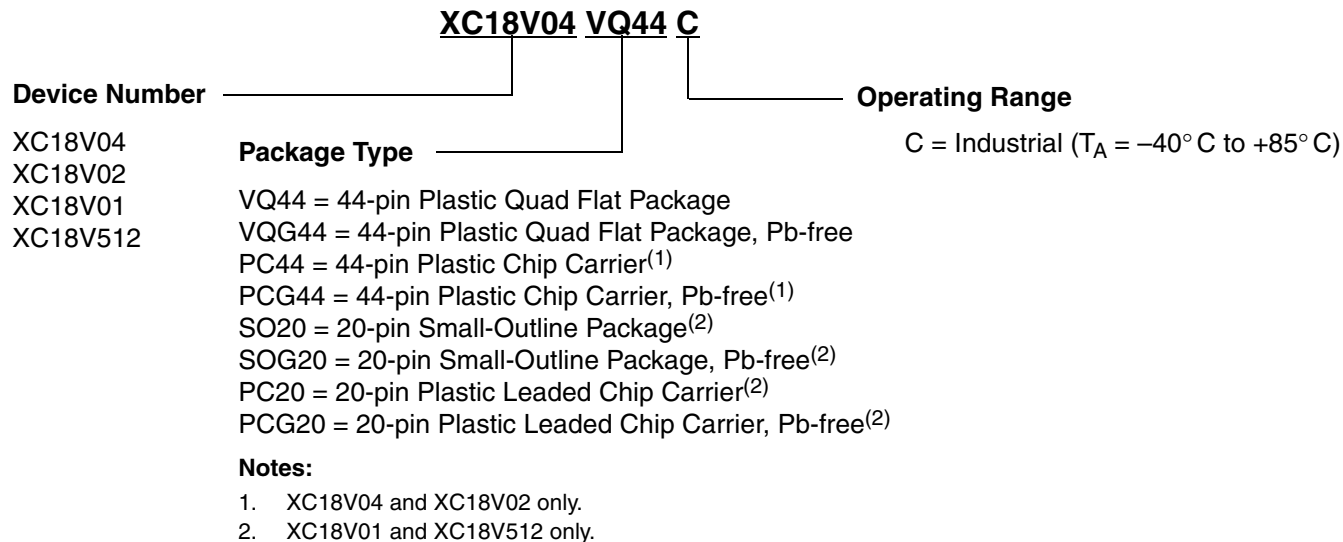 XC18V04 VQ44 C
Device Number
XC18V04
XC18V02
XC18V01
XC18V512
Package Type
VQ44 = 44-pin Plastic Quad Flat Package
VQG44 = 44-pin Plastic Quad Flat Package, Pb-free
PC44 = 44-pin Plastic Chip Carrier(1)
PCG44 = 44-pin Plastic Chip Carrier, Pb-free(1)
SO20 = 20-pin Small-Outline Package(2)
SOG20 = 20-pin Small-Outline Package, Pb-free(2)
PC20 = 20-pin Plastic Leaded Chip Carrier(2)
PCG20 = 20-pin Plastic Leaded Chip Carrier, Pb-free(2)
Notes:
1. XC18V04 and XC18V02 only.
2. XC18V01 and XC18V512 only.
Operating Range
C = Industrial (TA = –40° C to +85° C)